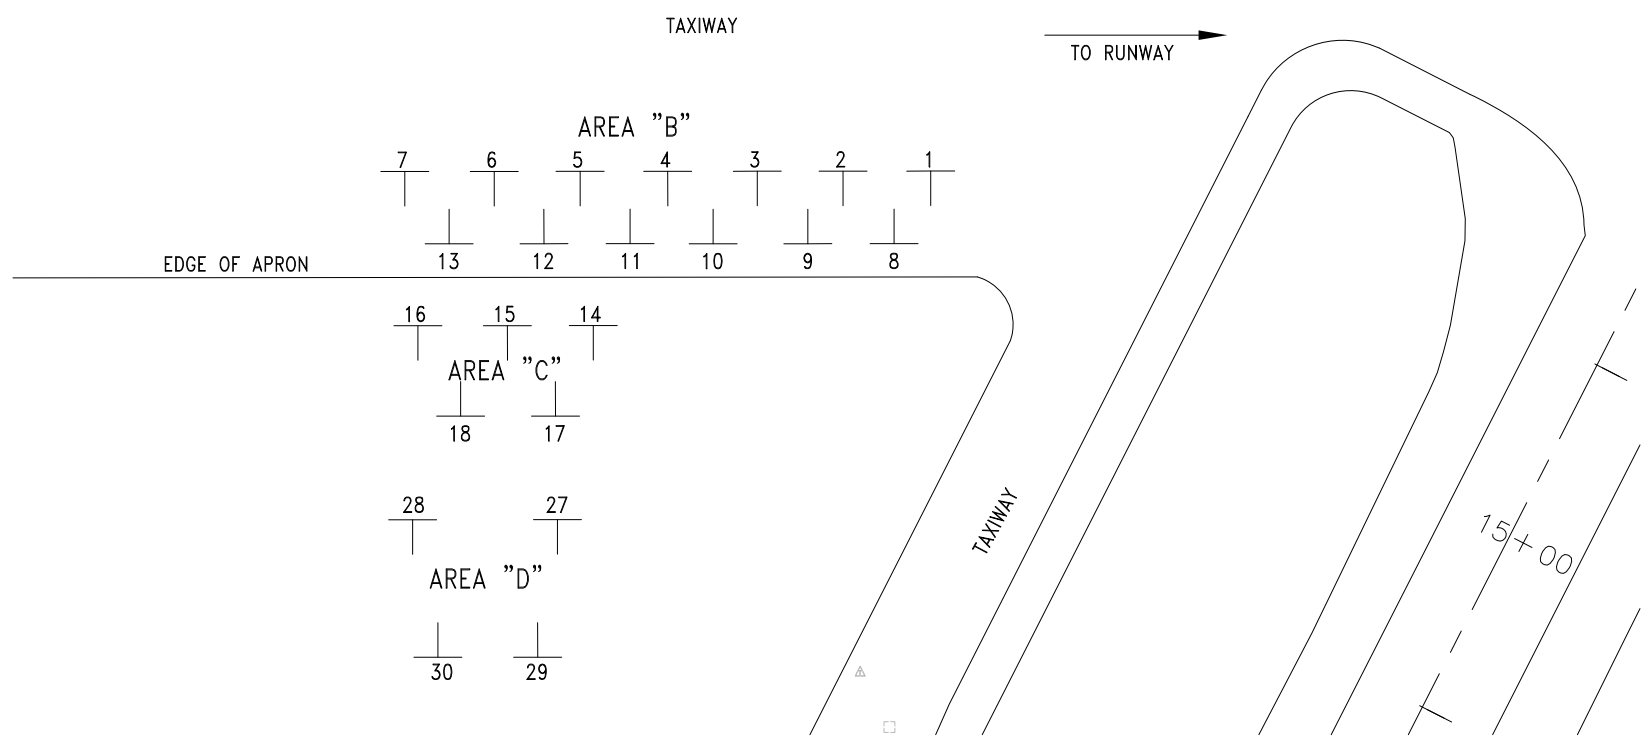 TAXIWAY
TO RUNWAY
AREA "B"
7 6 5 4 3 2 1
13 12 11 10 9 8
EDGE OF APRON
16 15 14
AREA "C"
18 17
28 27
TAXIWAY
15+00
AREA "D"
30 29